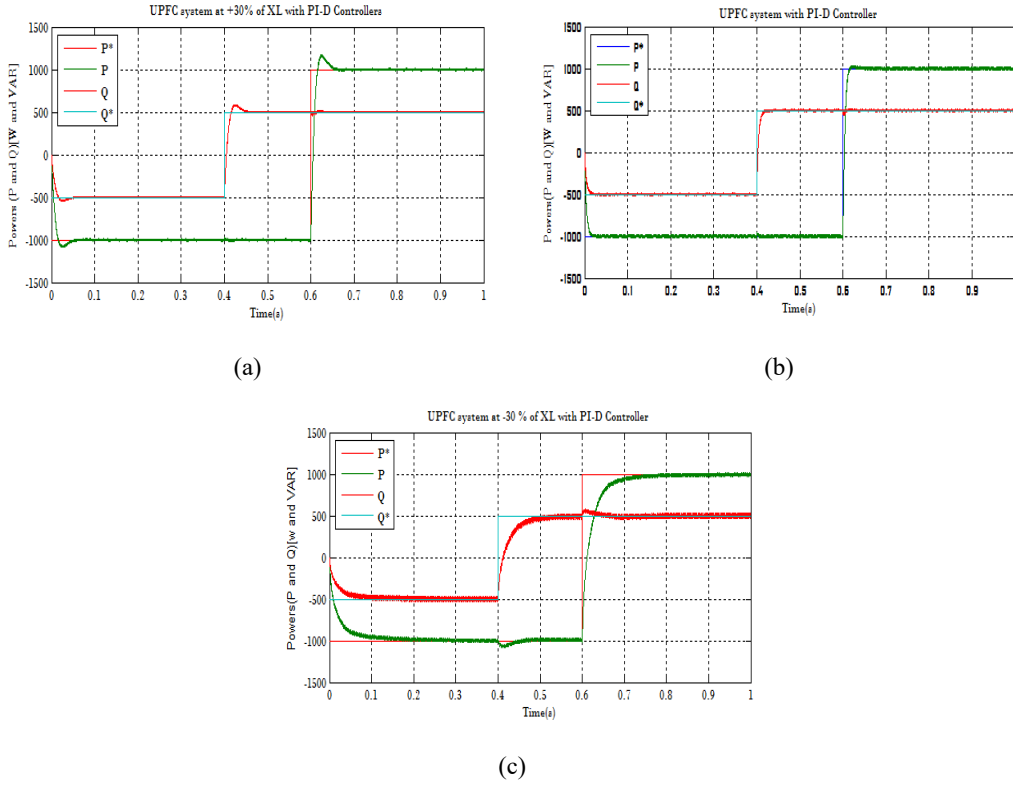 UPFC system at +30% of XL with PI-D Controllers
1500
1000
500
0
-500
-1000
-1500
Powers (P and Q)[W and VAR]
P*
P
Q
Q*
0 0.1 0.2 0.3 0.4 0.5 0.6 0.7 0.8 0.9 1
Time(s)
(a)
UPFC system with PI-D Controller
1500
1000
500
0
-500
-1000
-1500
Powers(P and Q)[W and VAR]
P*
P
Q
Q*
0 0.1 0.2 0.3 0.4 0.5 0.6 0.7 0.8 0.9
Time(s)
(b)
UPFC system at -30 % of XL with PI-D Controller
1500
1000
500
0
-500
-1000
-1500
Powers(P and Q)[w and VAR]
P*
P
Q
Q*
0 0.1 0.2 0.3 0.4 0.5 0.6 0.7 0.8 0.9 1
Time(s)
(c)